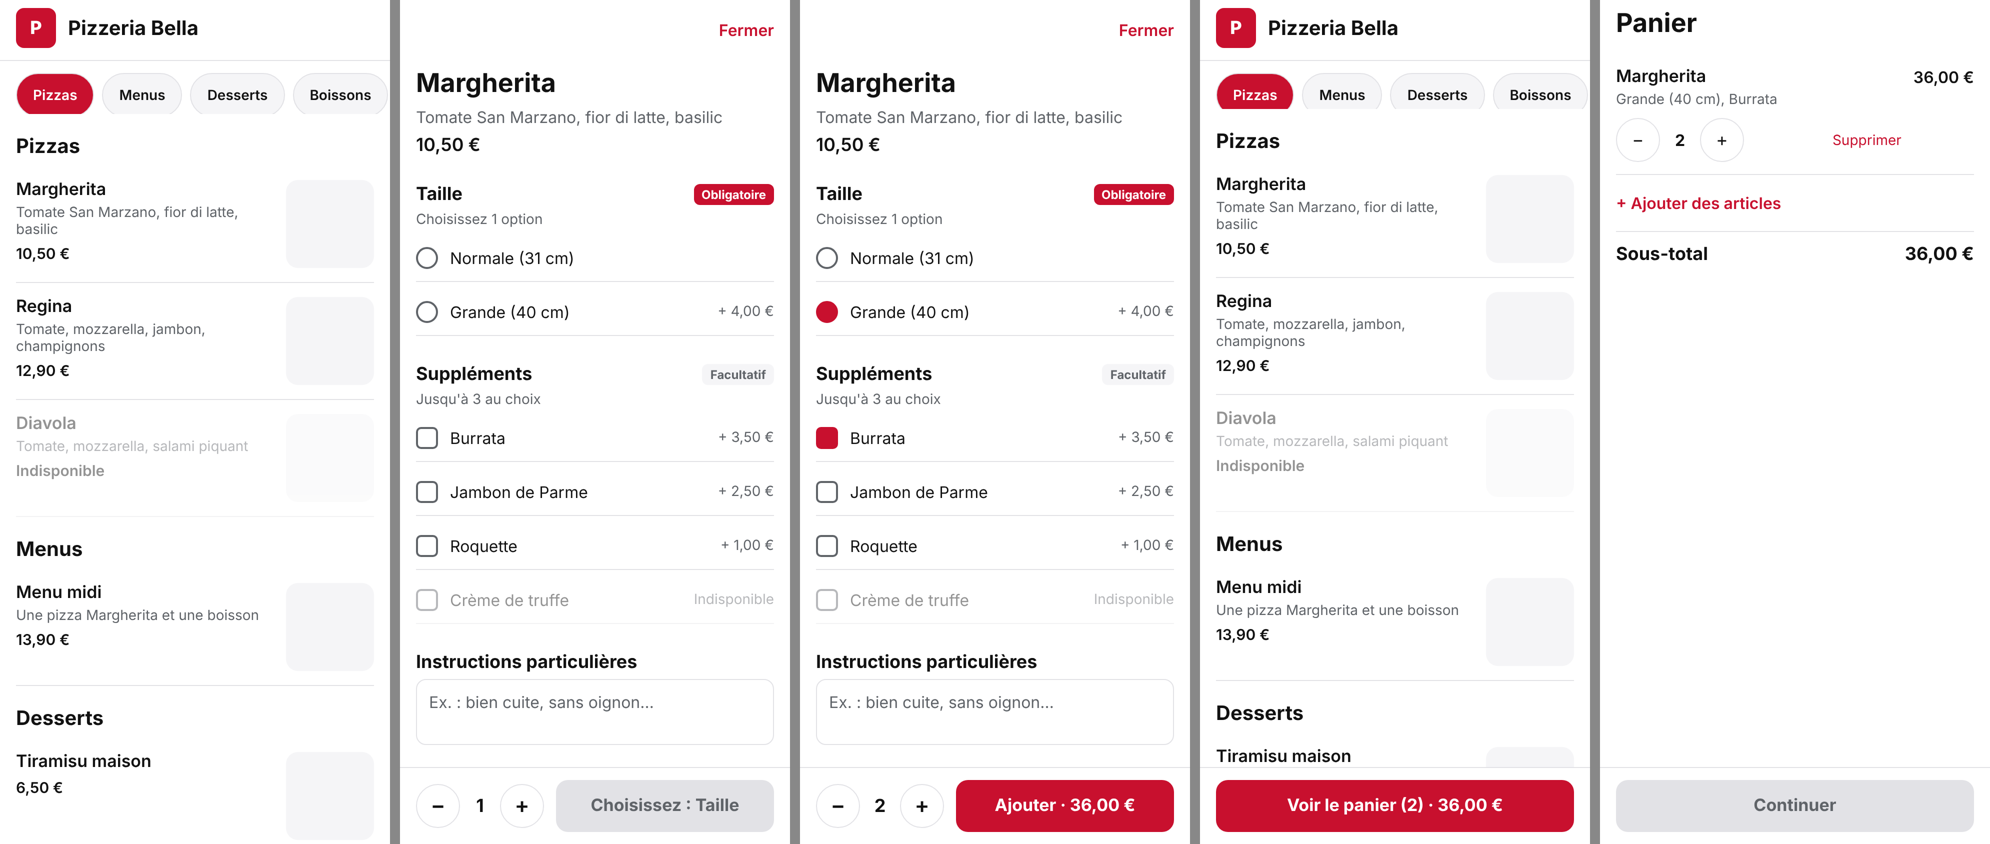 P
Pizzeria Bella
Pizzas
Menus
Desserts
Boissons
Pizzas
Margherita
Tomate San Marzano, fior di latte,
basilic
10,50 €
Regina
Tomate, mozzarella, jambon,
champignons
12,90 €
Diavola
Tomate, mozzarella, salami piquant
Indisponible
Menus
Menu midi
Une pizza Margherita et une boisson
13,90 €
Desserts
Tiramisu maison
6,50 €
Fermer
Margherita
Tomate San Marzano, fior di latte, basilic
10,50 €
Taille Obligatoire
Choisissez 1 option
Normale (31 cm)
Grande (40 cm) + 4,00 €
Suppléments Facultatif
Jusqu'à 3 au choix
Burrata + 3,50 €
Jambon de Parme + 2,50 €
Roquette + 1,00 €
Crème de truffe Indisponible
Instructions particulières
Ex. : bien cuite, sans oignon...
− 1 + Choisissez : Taille
Fermer
Margherita
Tomate San Marzano, fior di latte, basilic
10,50 €
Taille Obligatoire
Choisissez 1 option
Normale (31 cm)
Grande (40 cm) + 4,00 €
Suppléments Facultatif
Jusqu'à 3 au choix
Burrata + 3,50 €
Jambon de Parme + 2,50 €
Roquette + 1,00 €
Crème de truffe Indisponible
Instructions particulières
Ex. : bien cuite, sans oignon...
− 2 + Ajouter · 36,00 €
P
Pizzeria Bella
Pizzas
Menus
Desserts
Boissons
Pizzas
Margherita
Tomate San Marzano, fior di latte,
basilic
10,50 €
Regina
Tomate, mozzarella, jambon,
champignons
12,90 €
Diavola
Tomate, mozzarella, salami piquant
Indisponible
Menus
Menu midi
Une pizza Margherita et une boisson
13,90 €
Desserts
Tiramisu maison
Voir le panier (2) · 36,00 €
Panier
Margherita 36,00 €
Grande (40 cm), Burrata
− 2 + Supprimer
+ Ajouter des articles
Sous-total 36,00 €
Continuer